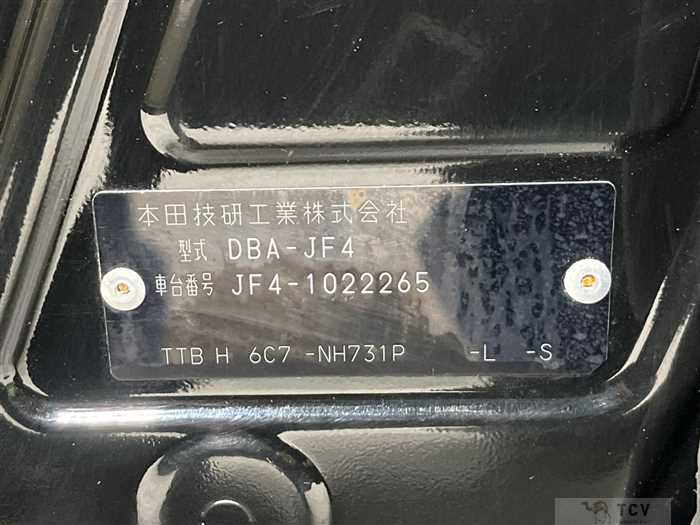 本田技研工業株式会社
型式 DBA-JF4
車台番号 JF4-1022265
TTB H 6C7 -NH731P -L -S
TCV